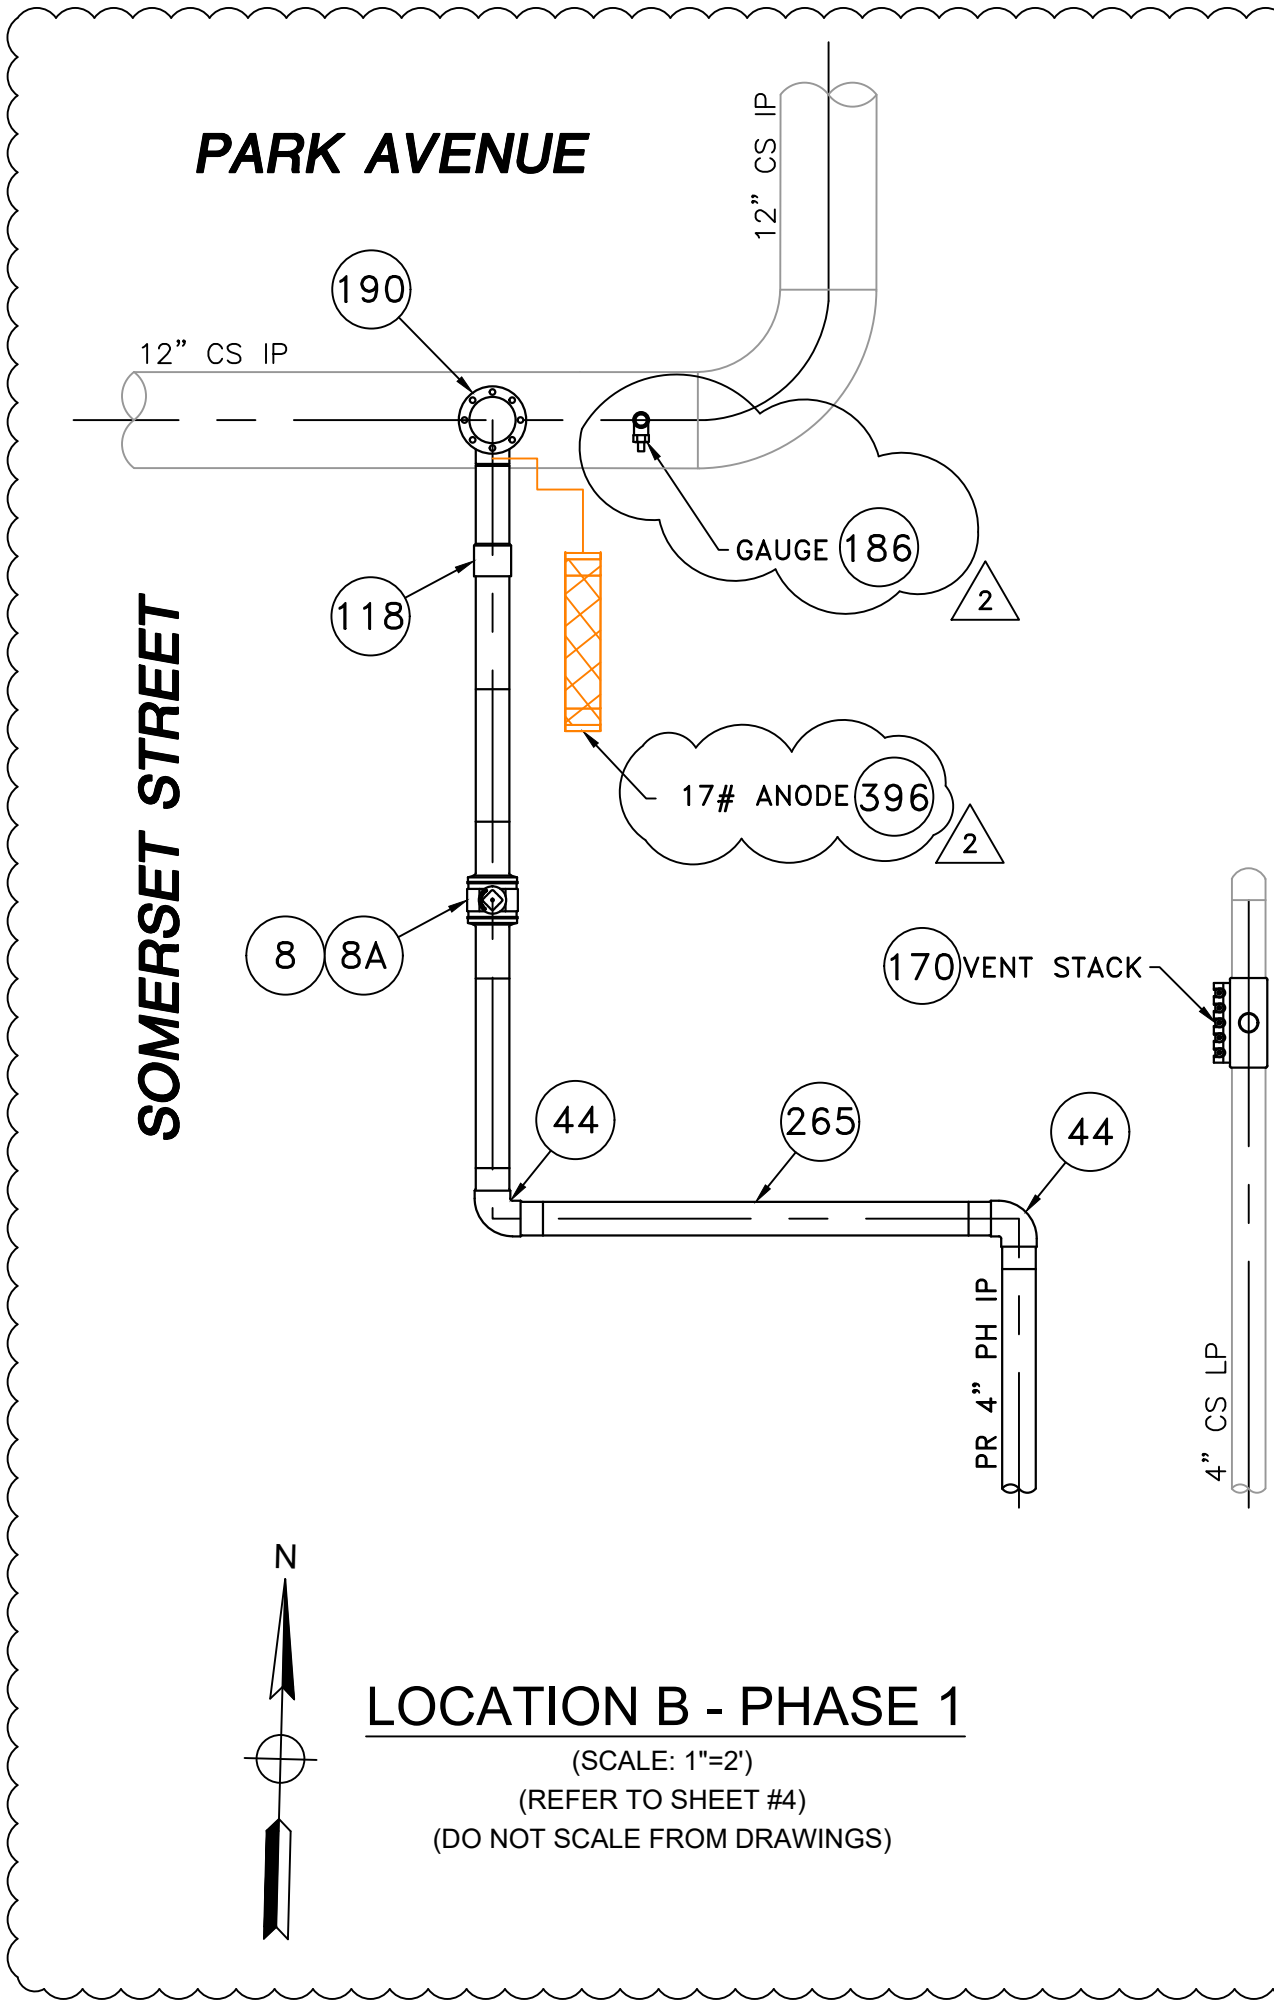 PARK AVENUE
12" CS IP
190
12" CS IP
GAUGE 186
2
118
SOMERSET STREET
17# ANODE 396
2
8 8A
170 VENT STACK
44
265
44
PR 4" PH IP
4" CS LP
N
LOCATION B - PHASE 1
(SCALE: 1"=2')
(REFER TO SHEET #4)
(DO NOT SCALE FROM DRAWINGS)